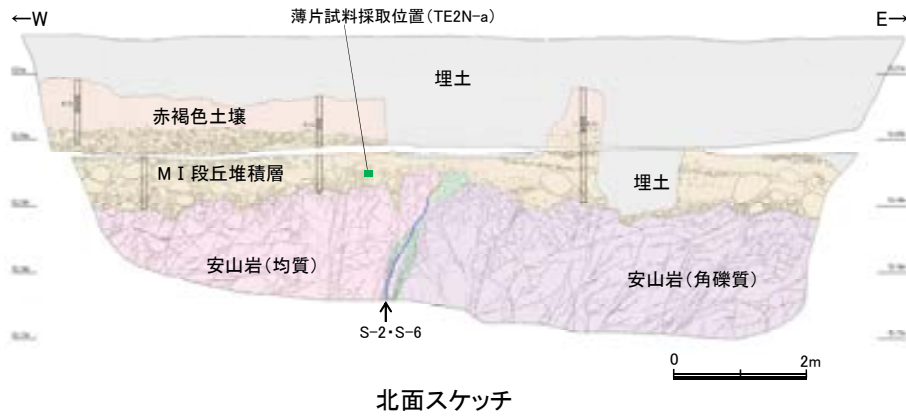 薄片試料採取位置(TE2N-a)
←W
E→
埋土
赤褐色土壌
MⅠ段丘堆積層
埋土
安山岩(均質)
安山岩(角礫質)
S-2・S-6
0 2m
北面スケッチ